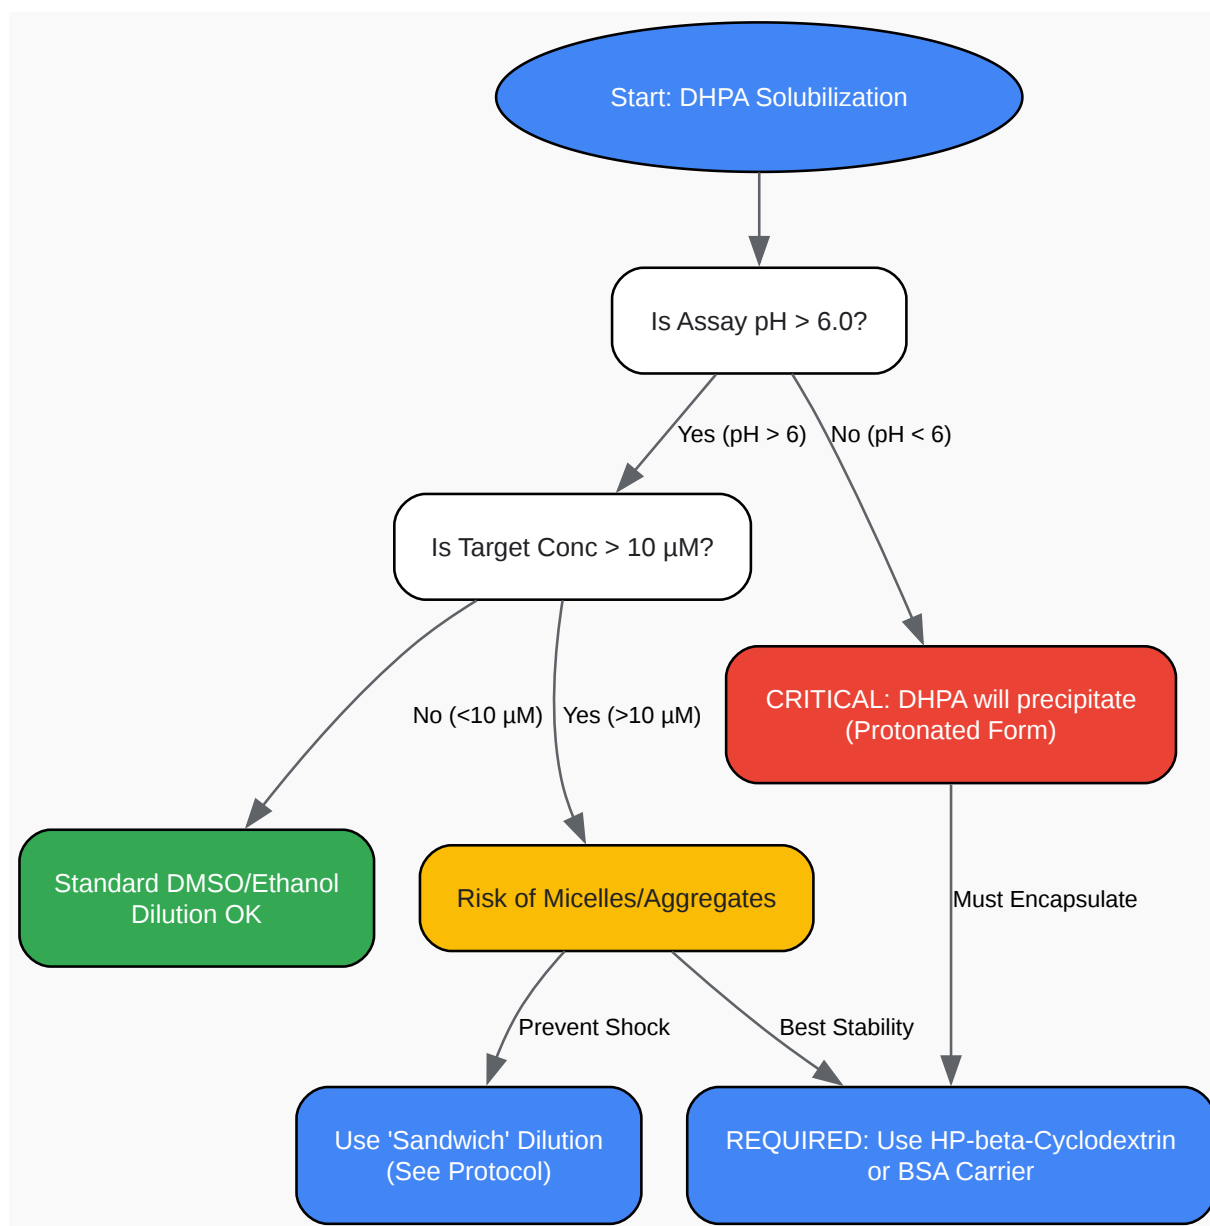 Start: DHPA Solubilization
Is Assay pH > 6.0?
Yes (pH > 6)
No (pH < 6)
Is Target Conc > 10 µM?
No (<10 µM)
Yes (>10 µM)
CRITICAL: DHPA will precipitate
(Protonated Form)
Standard DMSO/Ethanol
Dilution OK
Risk of Micelles/Aggregates
Must Encapsulate
Prevent Shock
Best Stability
Use 'Sandwich' Dilution
(See Protocol)
REQUIRED: Use HP-beta-Cyclodextrin
or BSA Carrier